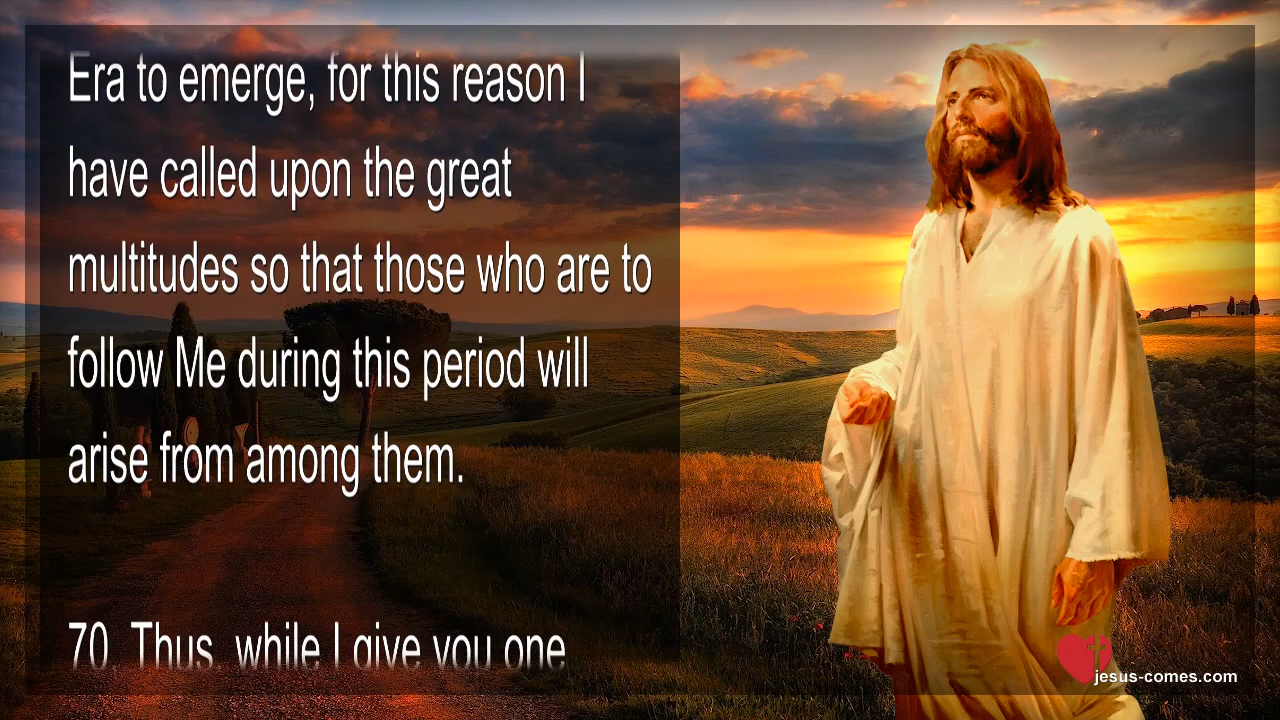 Era to emerge, for this reason I
have called upon the great
multitudes so that those who are to
follow Me during this period will
arise from among them.
70. Thus, while I give you one
jesus-comes.com